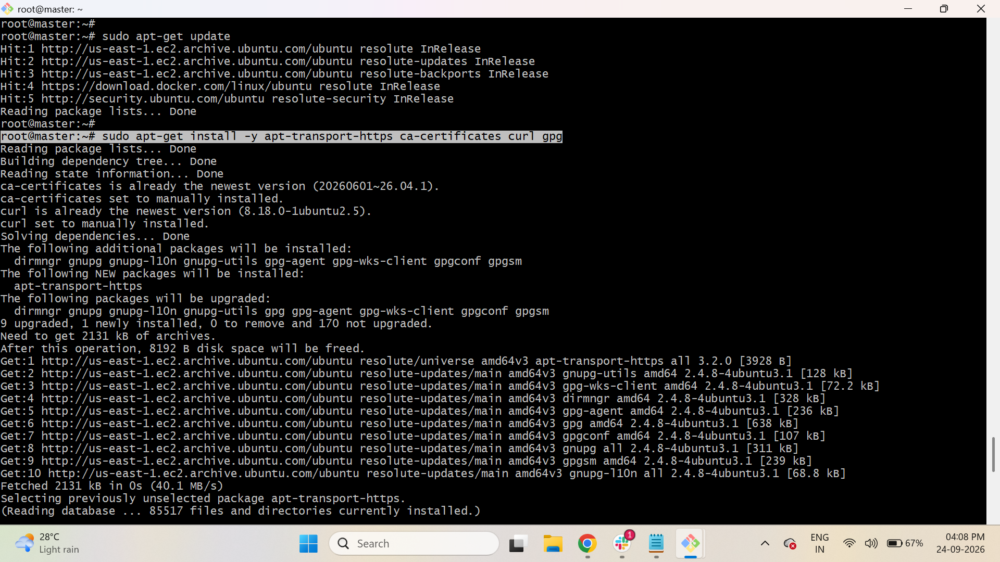 root@master: ~
root@master:~#
root@master:~# sudo apt-get update
Hit:1 http://us-east-1.ec2.archive.ubuntu.com/ubuntu resolute InRelease
Hit:2 http://us-east-1.ec2.archive.ubuntu.com/ubuntu resolute-updates InRelease
Hit:3 http://us-east-1.ec2.archive.ubuntu.com/ubuntu resolute-backports InRelease
Hit:4 https://download.docker.com/linux/ubuntu resolute InRelease
Hit:5 http://security.ubuntu.com/ubuntu resolute-security InRelease
Reading package lists... Done
root@master:~#
root@master:~# sudo apt-get install -y apt-transport-https ca-certificates curl gpg
Reading package lists... Done
Building dependency tree... Done
Reading state information... Done
ca-certificates is already the newest version (20260601~26.04.1).
ca-certificates set to manually installed.
curl is already the newest version (8.18.0-1ubuntu2.5).
curl set to manually installed.
Solving dependencies... Done
The following additional packages will be installed:
  dirmngr gnupg gnupg-l10n gnupg-utils gpg-agent gpg-wks-client gpgconf gpgsm
The following NEW packages will be installed:
  apt-transport-https
The following packages will be upgraded:
  dirmngr gnupg gnupg-l10n gnupg-utils gpg gpg-agent gpg-wks-client gpgconf gpgsm
9 upgraded, 1 newly installed, 0 to remove and 170 not upgraded.
Need to get 2131 kB of archives.
After this operation, 8192 B disk space will be freed.
Get:1 http://us-east-1.ec2.archive.ubuntu.com/ubuntu resolute/universe amd64v3 apt-transport-https all 3.2.0 [3928 B]
Get:2 http://us-east-1.ec2.archive.ubuntu.com/ubuntu resolute-updates/main amd64v3 gnupg-utils amd64 2.4.8-4ubuntu3.1 [128 kB]
Get:3 http://us-east-1.ec2.archive.ubuntu.com/ubuntu resolute-updates/main amd64v3 gpg-wks-client amd64 2.4.8-4ubuntu3.1 [72.2 kB]
Get:4 http://us-east-1.ec2.archive.ubuntu.com/ubuntu resolute-updates/main amd64v3 dirmngr amd64 2.4.8-4ubuntu3.1 [328 kB]
Get:5 http://us-east-1.ec2.archive.ubuntu.com/ubuntu resolute-updates/main amd64v3 gpg-agent amd64 2.4.8-4ubuntu3.1 [236 kB]
Get:6 http://us-east-1.ec2.archive.ubuntu.com/ubuntu resolute-updates/main amd64v3 gpg amd64 2.4.8-4ubuntu3.1 [638 kB]
Get:7 http://us-east-1.ec2.archive.ubuntu.com/ubuntu resolute-updates/main amd64v3 gpgconf amd64 2.4.8-4ubuntu3.1 [107 kB]
Get:8 http://us-east-1.ec2.archive.ubuntu.com/ubuntu resolute-updates/main amd64v3 gnupg all 2.4.8-4ubuntu3.1 [311 kB]
Get:9 http://us-east-1.ec2.archive.ubuntu.com/ubuntu resolute-updates/main amd64v3 gpgsm amd64 2.4.8-4ubuntu3.1 [239 kB]
Get:10 http://us-east-1.ec2.archive.ubuntu.com/ubuntu resolute-updates/main amd64v3 gnupg-l10n all 2.4.8-4ubuntu3.1 [68.8 kB]
Fetched 2131 kB in 0s (40.1 MB/s)
Selecting previously unselected package apt-transport-https.
(Reading database ... 85517 files and directories currently installed.)
28°C
Light rain
Search
1
ENG
IN
67%
04:08 PM
24-09-2026